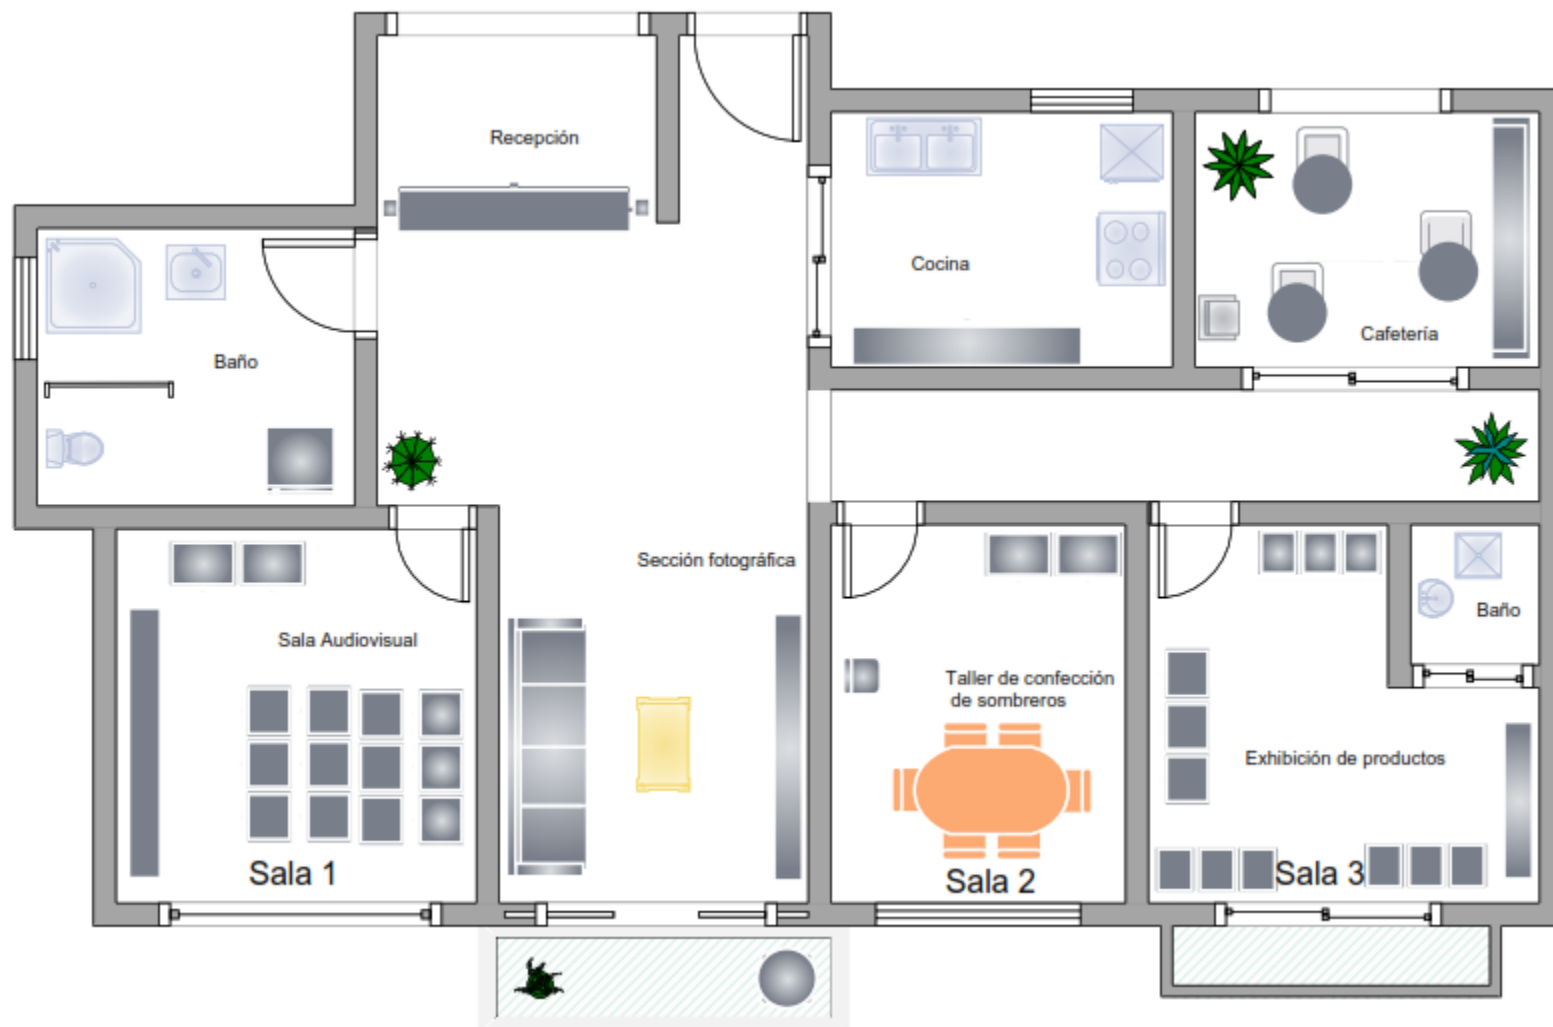 Recepción
Cocina
Cafetería
Baño
Sección fotográfica
Sala Audiovisual
Sala 1
Taller de confección
de sombreros
Sala 2
Baño
Exhibición de productos
Sala 3